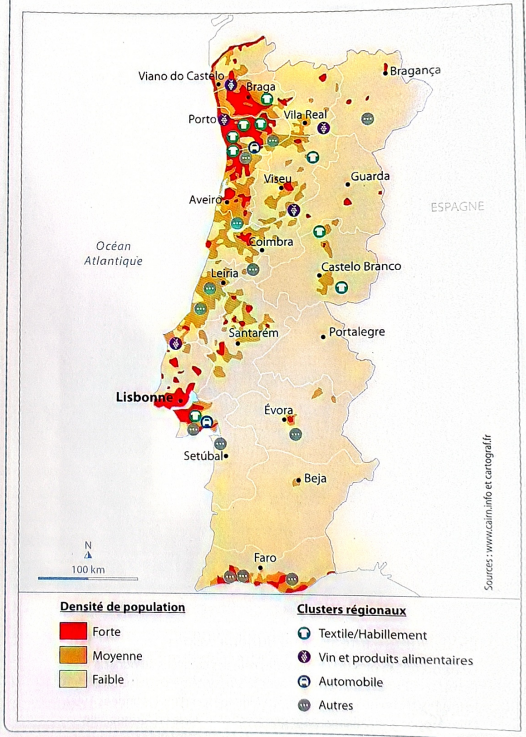 Viano do Castelo
Bragança
Braga
Porto
Vila Real
Viseu
Guarda
Aveiro
ESPAGNE
Océan
Atlantique
Coimbra
Castelo Branco
Leiria
Santarém
Portalegre
Lisbonne
Évora
Setúbal
Beja
Faro
N
100 km
Sources : www.cairn.info et cartograf.fr
Densité de population
Forte
Moyenne
Faible
Clusters régionaux
Textile/Habillement
Vin et produits alimentaires
Automobile
Autres